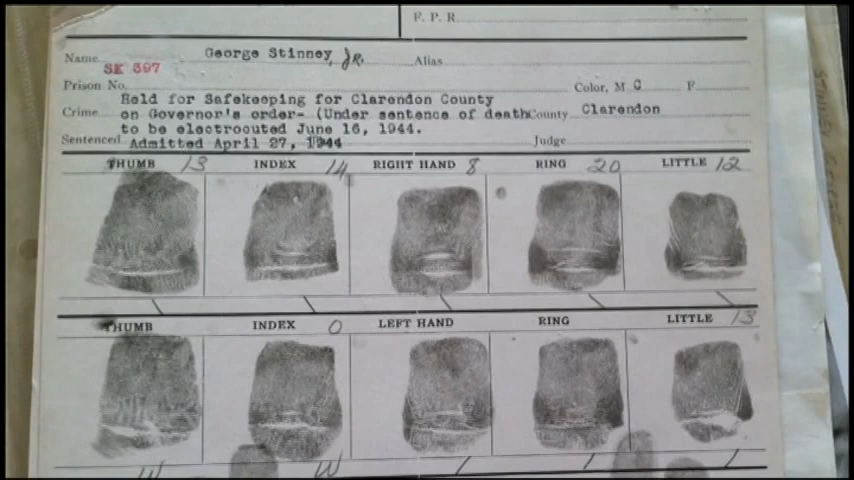 F. P. R.
Name George Stinney, JR. Alias
SK 397
Prison No. Color, M C F
Held for Safekeeping for Clarendon County
Crime on Governor's order- (Under sentence of death County Clarendon
to be electrocuted June 16, 1944.
Sentenced Admitted April 27, 1944 Judge
THUMB 13 INDEX 14 RIGHT HAND 8 RING 20 LITTLE 12
\ \ / \ \
THUMB INDEX 0 LEFT HAND RING LITTLE 13
W W / / /